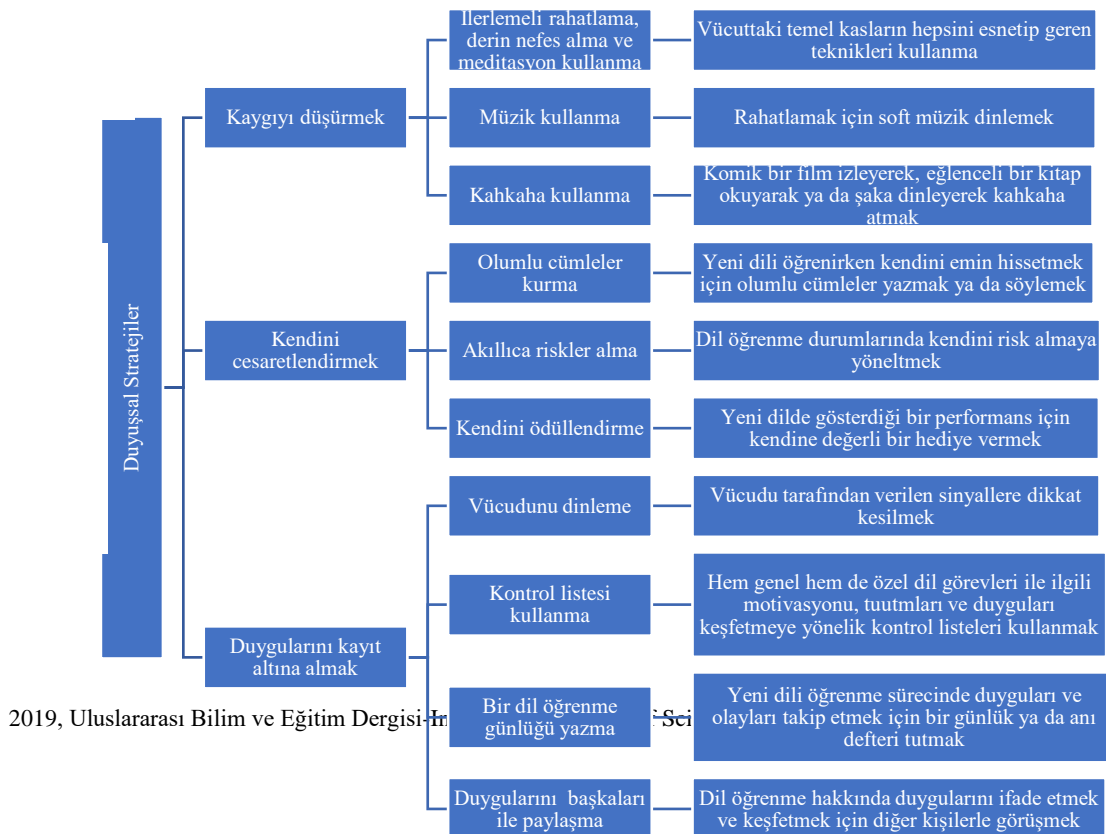 Duyuşsal Stratejiler
Kaygıyı düşürmek
İlerlemeli rahatlama,
derin nefes alma ve
meditasyon kullanma
Vücuttaki temel kasların hepsini esnetip geren
teknikleri kullanma
Müzik kullanma
Rahatlamak için soft müzik dinlemek
Kahkaha kullanma
Komik bir film izleyerek, eğlenceli bir kitap
okuyarak ya da şaka dinleyerek kahkaha
atmak
Kendini
cesaretlendirmek
Olumlu cümleler
kurma
Yeni dili öğrenirken kendini emin hissetmek
için olumlu cümleler yazmak ya da söylemek
Akıllıca riskler alma
Dil öğrenme durumlarında kendini risk almaya
yöneltmek
Kendini ödüllendirme
Yeni dilde gösterdiği bir performans için
kendine değerli bir hediye vermek
Duygularını kayıt
altına almak
Vücudunu dinleme
Vücudu tarafından verilen sinyallere dikkat
kesilmek
Kontrol listesi
kullanma
Hem genel hem de özel dil görevleri ile ilgili
motivasyonu, tuutmları ve duyguları
keşfetmeye yönelik kontrol listeleri kullanmak
Bir dil öğrenme
günlüğü yazma
Yeni dili öğrenme sürecinde duyguları ve
olayları takip etmek için bir günlük ya da anı
defteri tutmak
Duygularını başkaları
ile paylaşma
Dil öğrenme hakkında duygularını ifade etmek
ve keşfetmek için diğer kişilerle görüşmek
2019, Uluslararası Bilim ve Eğitim Dergisi